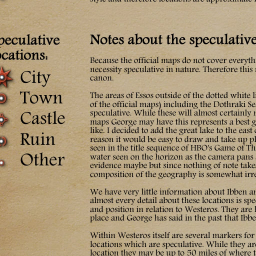 style and therefore locations are approximate
peculative
ocations:
City
Town
Castle
Ruin
Other
Notes about the speculative
Because the official maps do not cover everyth
necessity speculative in nature. Therefore this
canon.
The areas of Essos outside of the dotted white l
of the official maps) including the Dothraki Sea
speculative. While these will almost certainly
maps George may have this represents a best g
like. I decided to add the great lake to the east
reason it would be easy to draw and take up pl
seen in the title sequence of HBO's Game of Th
water seen on the horizon as the camera pans
evidence maybe but since nothing of note take
composition of the geography is somewhat irre
We have very little information about Ibben an
almost every detail about these locations is spe
and position in relation to Westeros. They are
place and George has said in the past that Ibbe
Within Westeros itself are several markers for
locations which are speculative. While they are
location they may be up to 50 miles of where t